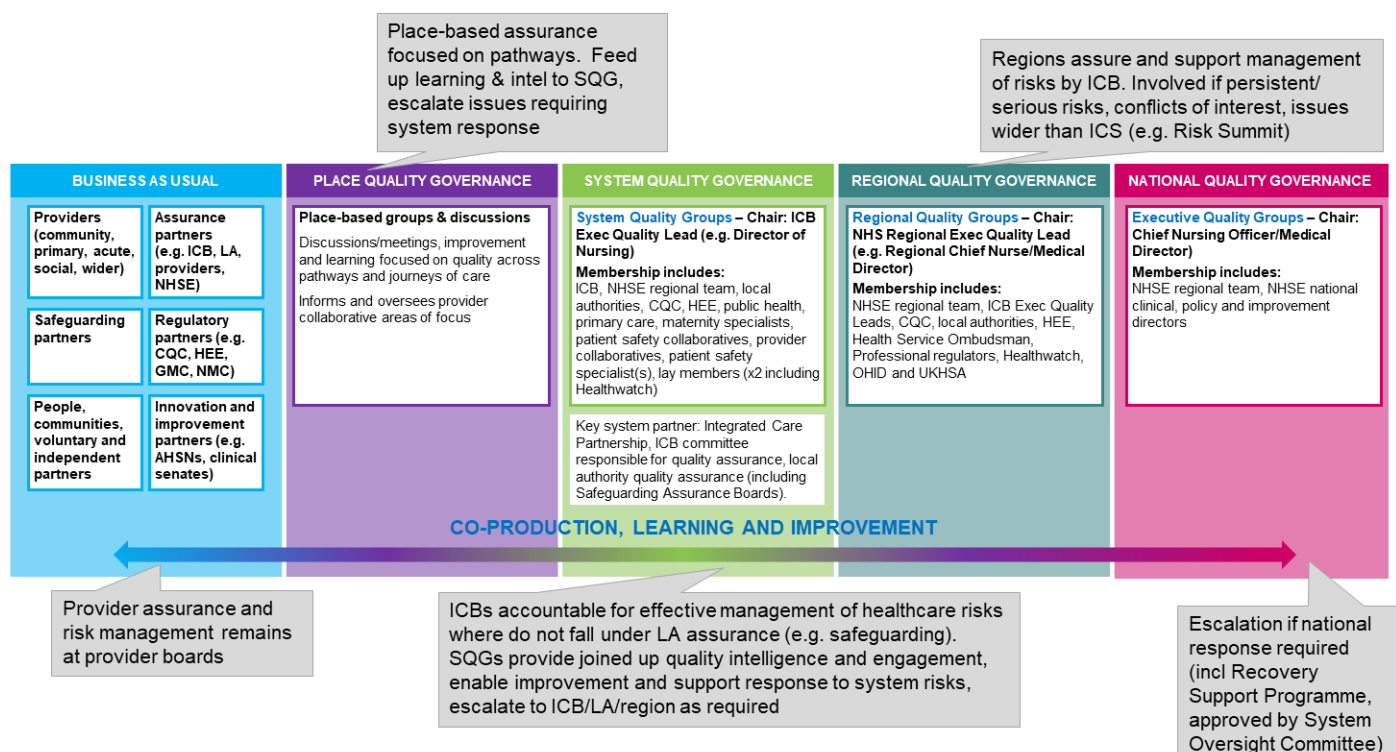 Place-based assurance
focused on pathways.  Feed
up learning & intel to SQG,
escalate issues requiring
system response
Regions assure and support management
of risks by ICB. Involved if persistent/
serious risks, conflicts of interest, issues
wider than ICS (e.g. Risk Summit)
BUSINESS AS USUAL
Providers
(community,
primary, acute,
social, wider)
Assurance
partners
(e.g. ICB, LA,
providers,
NHSE)
Safeguarding
partners
Regulatory
partners (e.g.
CQC, HEE,
GMC, NMC)
People,
communities,
voluntary and
independent
partners
Innovation and
improvement
partners (e.g.
AHSNs, clinical
senates)
PLACE QUALITY GOVERNANCE
Place-based groups & discussions
Discussions/meetings, improvement
and learning focused on quality across
pathways and journeys of care
Informs and oversees provider
collaborative areas of focus
SYSTEM QUALITY GOVERNANCE
System Quality Groups – Chair: ICB
Exec Quality Lead (e.g. Director of
Nursing)
Membership includes:
ICB, NHSE regional team, local
authorities, CQC, HEE, public health,
primary care, maternity specialists,
patient safety collaboratives, provider
collaboratives, patient safety
specialist(s), lay members (x2 including
Healthwatch)
Key system partner: Integrated Care
Partnership, ICB committee
responsible for quality assurance, local
authority quality assurance (including
Safeguarding Assurance Boards).
REGIONAL QUALITY GOVERNANCE
Regional Quality Groups – Chair:
NHS Regional Exec Quality Lead
(e.g. Regional Chief Nurse/Medical
Director)
Membership includes:
NHSE regional team, ICB Exec Quality
Leads, CQC, local authorities, HEE,
Health Service Ombudsman,
Professional regulators, Healthwatch,
OHID and UKHSA
NATIONAL QUALITY GOVERNANCE
Executive Quality Groups – Chair:
Chief Nursing Officer/Medical
Director)
Membership includes:
NHSE regional team, NHSE national
clinical, policy and improvement
directors
CO-PRODUCTION, LEARNING AND IMPROVEMENT
Provider assurance and
risk management remains
at provider boards
ICBs accountable for effective management of healthcare risks
where do not fall under LA assurance (e.g. safeguarding).
SQGs provide joined up quality intelligence and engagement,
enable improvement and support response to system risks,
escalate to ICB/LA/region as required
Escalation if national
response required
(incl Recovery
Support Programme,
approved by System
Oversight Committee)